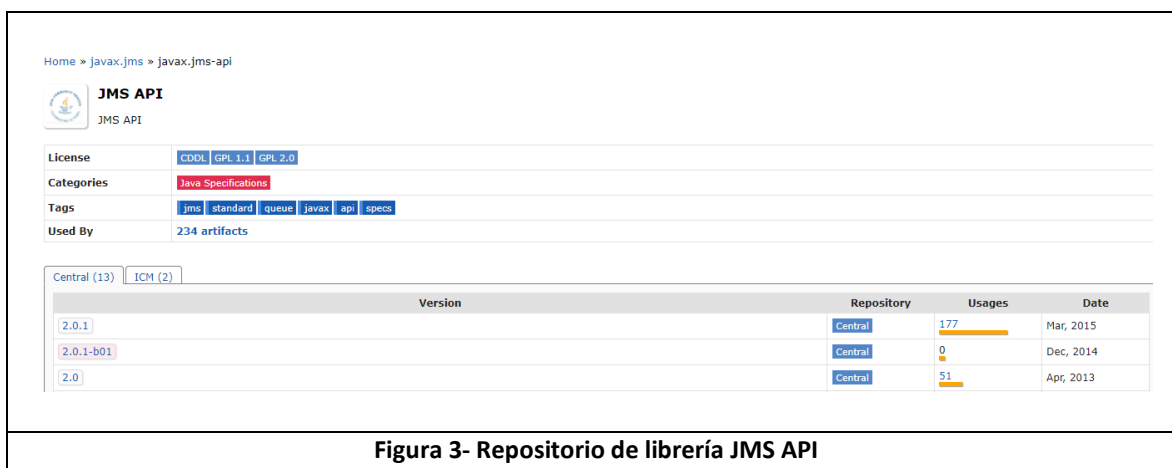 Home » javax.jms » javax.jms-api
JMS API
JMS API
License CDDL GPL 1.1 GPL 2.0
Categories Java Specifications
Tags jms standard queue javax api specs
Used By 234 artifacts
Central (13) ICM (2)
Version Repository Usages Date
2.0.1 Central 177 Mar, 2015
2.0.1-b01 Central 0 Dec, 2014
2.0 Central 51 Apr, 2013
Figura 3- Repositorio de librería JMS API